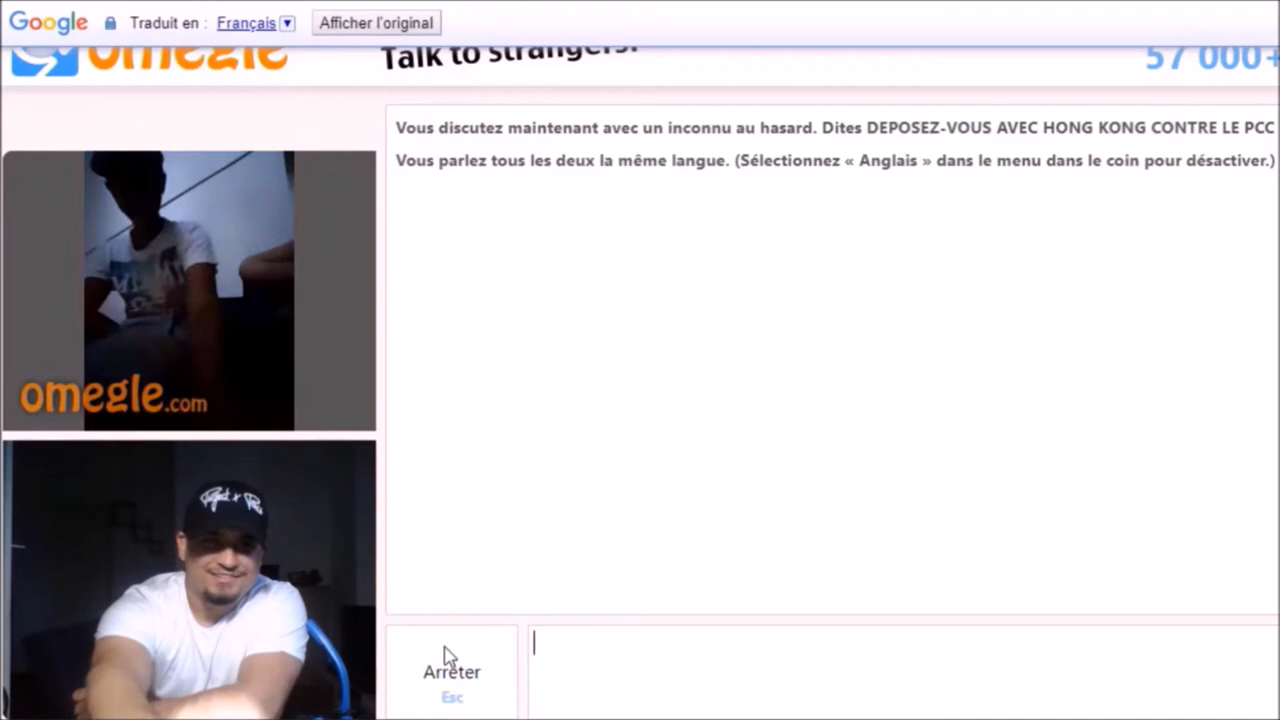 Google Traduit en : Français Afficher l'original
omegle Talk to strangers! 57 000+
Vous discutez maintenant avec un inconnu au hasard. Dites DEPOSEZ-VOUS AVEC HONG KONG CONTRE LE PCC
Vous parlez tous les deux la même langue. (Sélectionnez « Anglais » dans le menu dans le coin pour désactiver.)
omegle.com
Arrêter
Esc